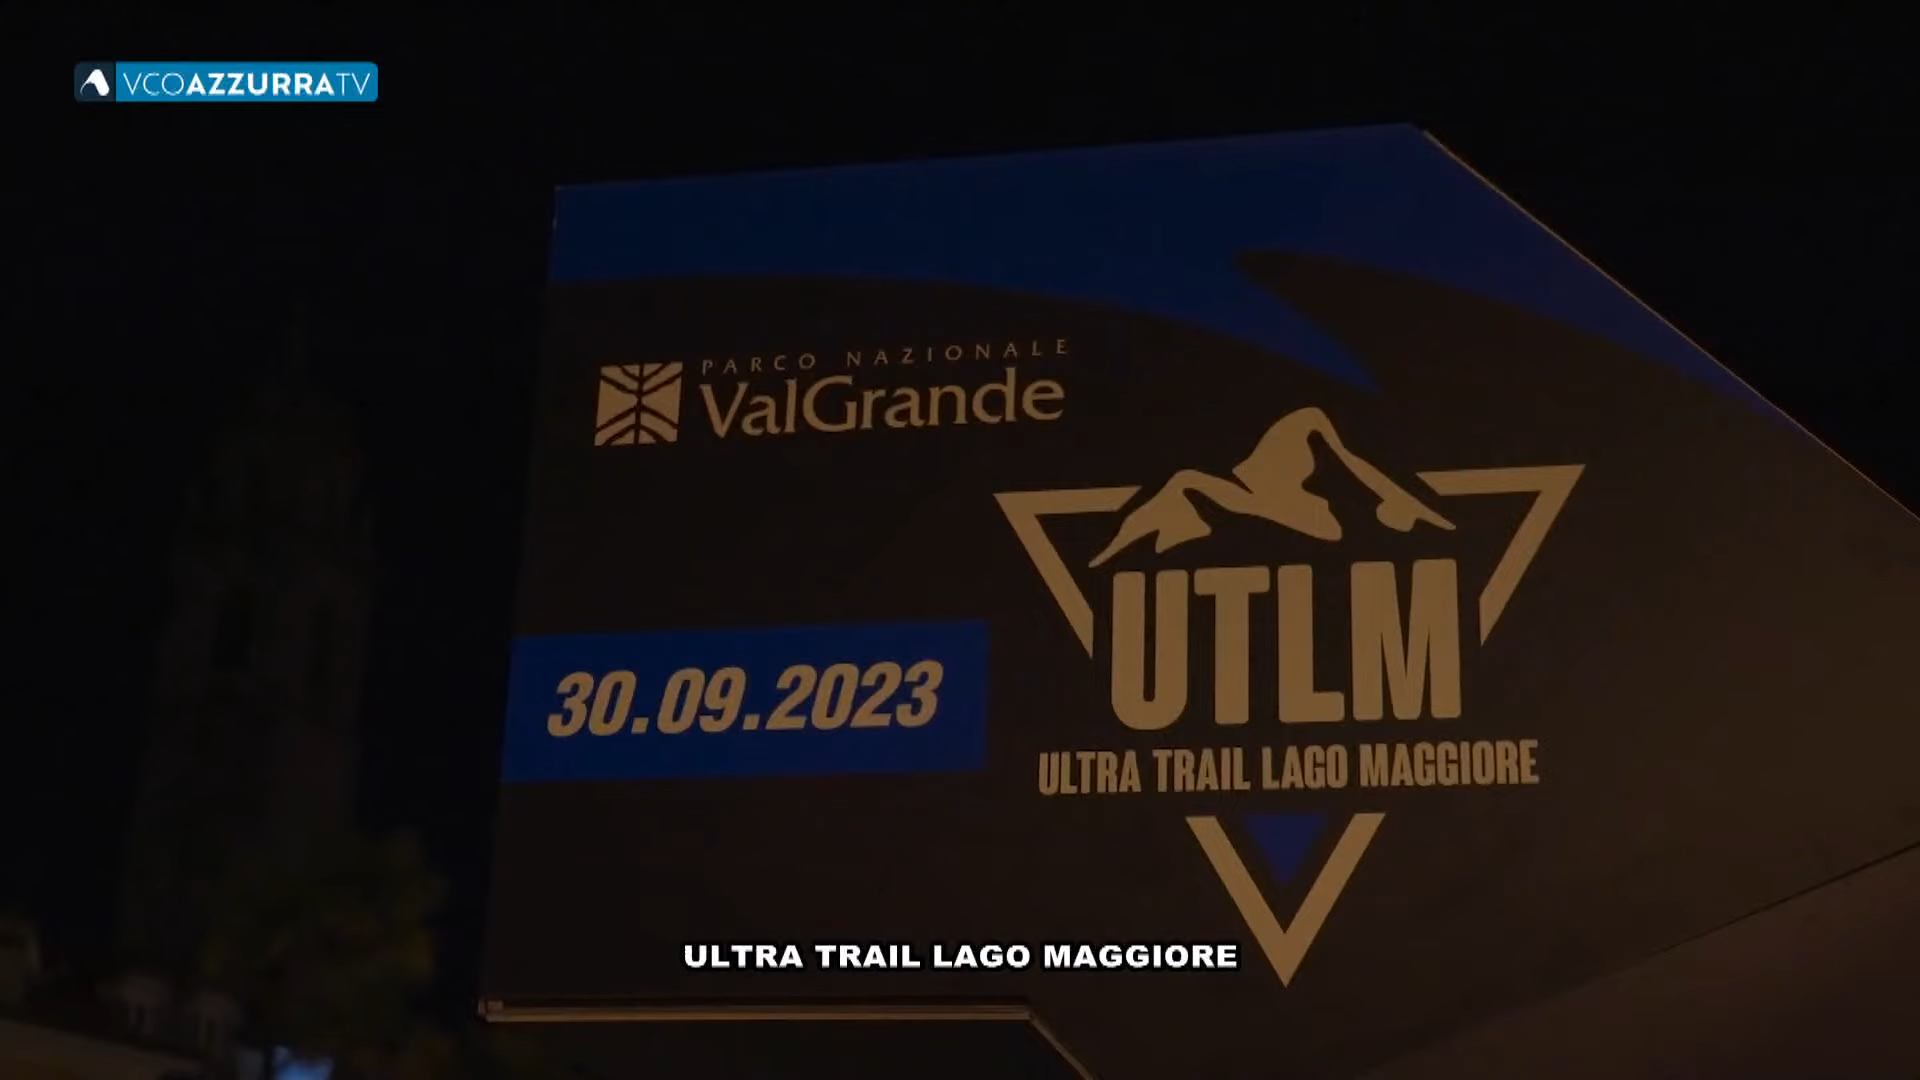 VCOAZZURRATV
PARCO NAZIONALE
ValGrande
UTLM
30.09.2023
ULTRA TRAIL LAGO MAGGIORE
ULTRA TRAIL LAGO MAGGIORE